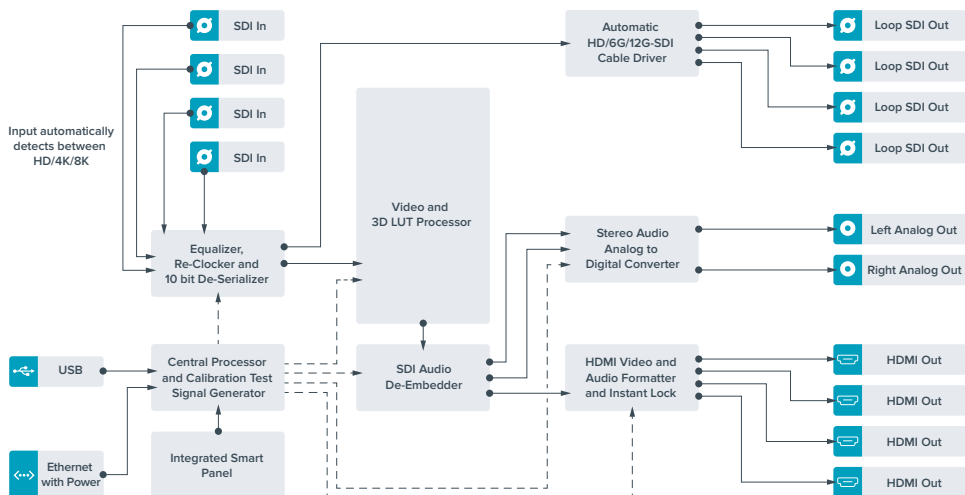 SDI In
SDI In
SDI In
SDI In
Input automatically
detects between
HD/4K/8K
Equalizer,
Re-Clocker and
10 bit De-Serializer
USB
Central Processor
and Calibration Test
Signal Generator
Ethernet
with Power
Integrated Smart
Panel
Video and
3D LUT Processor
SDI Audio
De-Embedder
Automatic
HD/6G/12G-SDI
Cable Driver
Stereo Audio
Analog to
Digital Converter
HDMI Video and
Audio Formatter
and Instant Lock
Loop SDI Out
Loop SDI Out
Loop SDI Out
Loop SDI Out
Left Analog Out
Right Analog Out
HDMI Out
HDMI Out
HDMI Out
HDMI Out